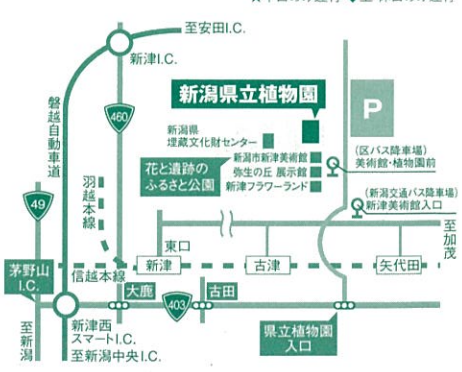 至安田I.C.
新津I.C.
460
新潟県立植物園
P
新潟県
埋蔵文化財センター
磐越自動車道
花と遺跡の
ふるさと公園
新潟市新津美術館
弥生の丘 展示館
新津フラワーランド
(区バス降車場)
美術館・植物園前
羽越本線
49
(新潟交通バス降車場)
新津美術館入口
東口
至加茂
茅野山
I.C.
信越本線
新津
古津
矢代田
大鹿
403
古田
新津西
スマートI.C.
至新潟
至新潟中央I.C.
県立植物園
入口